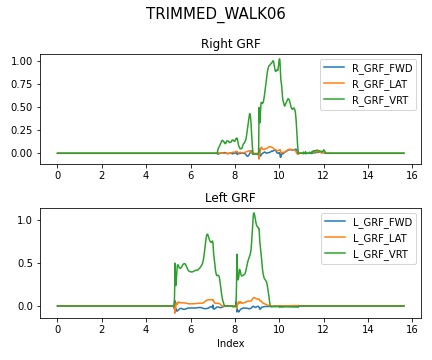 TRIMMED_WALK06
Right GRF
1.00
0.75
0.50
0.25
0.00
R_GRF_FWD
R_GRF_LAT
R_GRF_VRT
0 2 4 6 8 10 12 14 16
Left GRF
1.0
0.5
0.0
L_GRF_FWD
L_GRF_LAT
L_GRF_VRT
0 2 4 6 8 10 12 14 16
Index